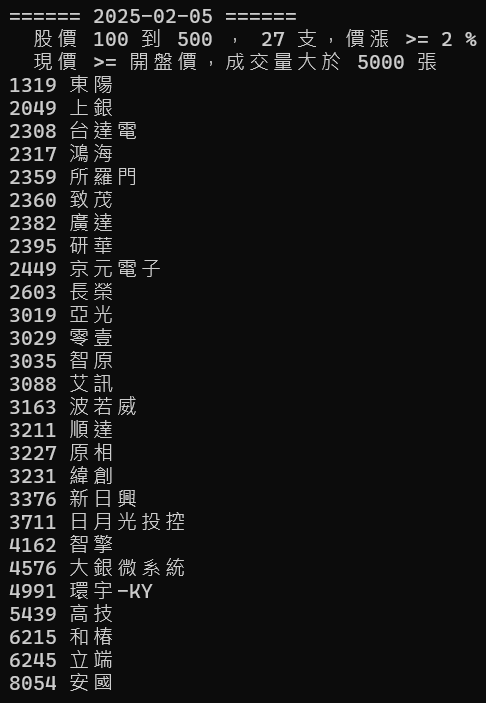 ====== 2025-02-05 ======
股價 100 到 500 , 27 支,價漲 >= 2 %
現價 >= 開盤價,成交量大於 5000 張
1319 東陽
2049 上銀
2308 台達電
2317 鴻海
2359 所羅門
2360 致茂
2382 廣達
2395 研華
2449 京元電子
2603 長榮
3019 亞光
3029 零壹
3035 智原
3088 艾訊
3163 波若威
3211 順達
3227 原相
3231 緯創
3376 新日興
3711 日月光投控
4162 智擎
4576 大銀微系統
4991 環宇-KY
5439 高技
6215 和椿
6245 立端
8054 安國